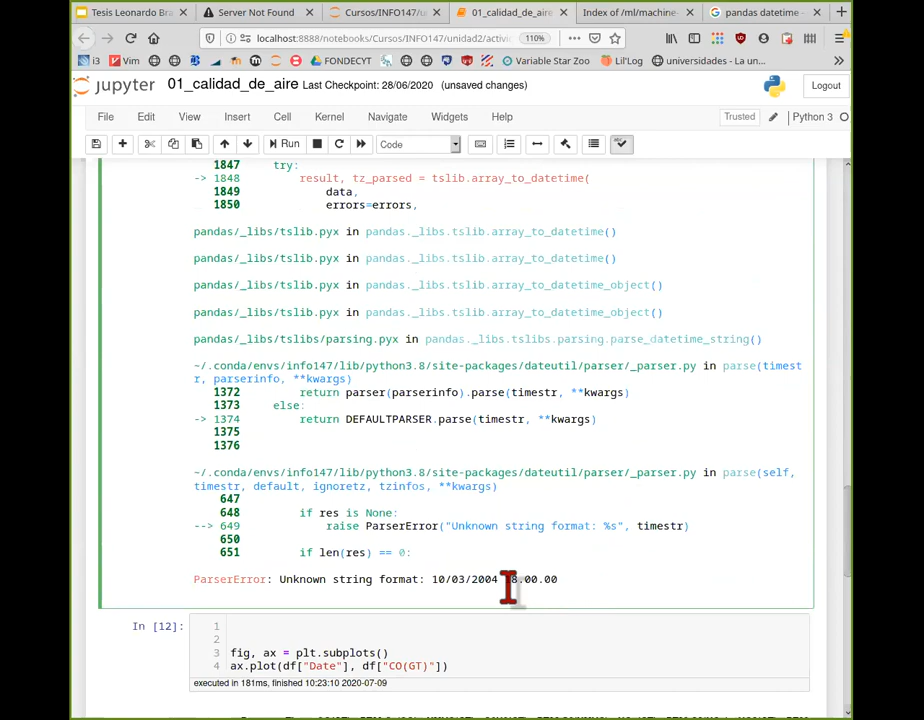 Tesis Leonardo Bra
Server Not Found
Cursos/INFO147/u
01_calidad_de_aire
Index of /ml/machine-
pandas datetime -
localhost:8888/notebooks/Cursos/INFO147/unidad2/activi
110%
i3
Vim
FONDECYT
Variable Star Zoo
Lil'Log
universidades - La un...
jupyter 01_calidad_de_aire Last Checkpoint: 28/06/2020 (unsaved changes)
Logout
File Edit View Insert Cell Kernel Navigate Widgets Help
Trusted
Python 3
Run
Code
1847 try:
-> 1848 result, tz_parsed = tslib.array_to_datetime(
1849 data,
1850 errors=errors,
pandas/_libs/tslib.pyx in pandas._libs.tslib.array_to_datetime()
pandas/_libs/tslib.pyx in pandas._libs.tslib.array_to_datetime()
pandas/_libs/tslib.pyx in pandas._libs.tslib.array_to_datetime_object()
pandas/_libs/tslib.pyx in pandas._libs.tslib.array_to_datetime_object()
pandas/_libs/tslibs/parsing.pyx in pandas._libs.tslibs.parsing.parse_datetime_string()
~/.conda/envs/info147/lib/python3.8/site-packages/dateutil/parser/_parser.py in parse(timest
r, parserinfo, **kwargs)
1372 return parser(parserinfo).parse(timestr, **kwargs)
1373 else:
-> 1374 return DEFAULTPARSER.parse(timestr, **kwargs)
1375
1376
~/.conda/envs/info147/lib/python3.8/site-packages/dateutil/parser/_parser.py in parse(self,
timestr, default, ignoretz, tzinfos, **kwargs)
647
648 if res is None:
--> 649 raise ParserError("Unknown string format: %s", timestr)
650
651 if len(res) == 0:
ParserError: Unknown string format: 10/03/2004 8.00.00
In [12]:
1
2
3 fig, ax = plt.subplots()
4 ax.plot(df["Date"], df["CO(GT)"])
executed in 181ms, finished 10:23:10 2020-07-09